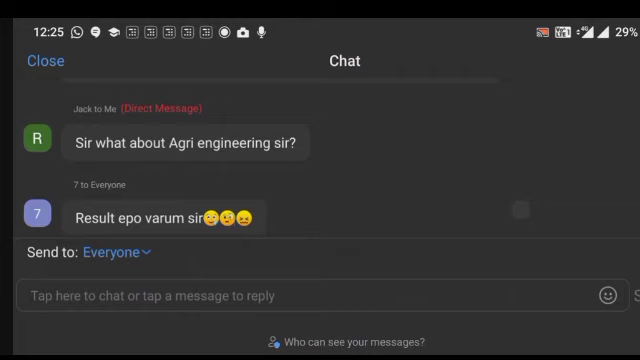 12:25 29%
Close Chat
Jack to Me (Direct Message)
R Sir what about Agri engineering sir?
7 to Everyone
7 Result epo varum sir🙄🤨😖
Send to: Everyone
Tap here to chat or tap a message to reply
Who can see your messages?